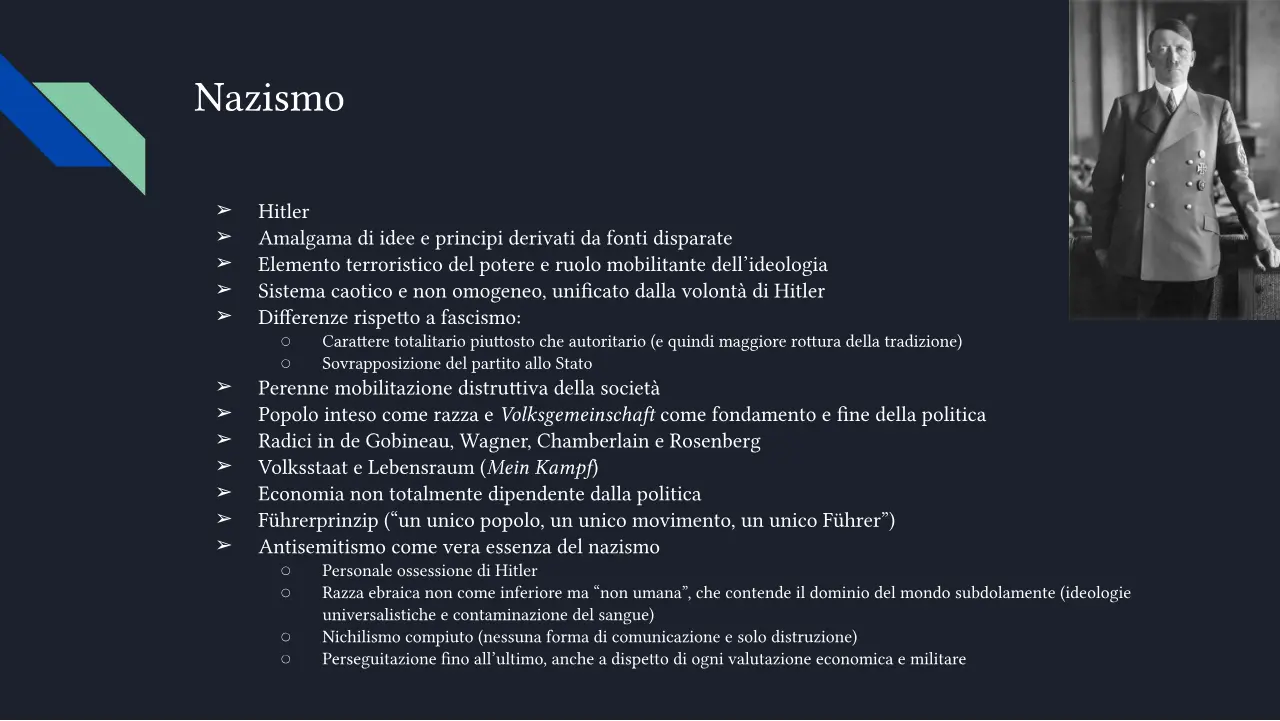 Nazismo
➢ Hitler
➢ Amalgama di idee e principi derivati da fonti disparate
➢ Elemento terroristico del potere e ruolo mobilitante dell’ideologia
➢ Sistema caotico e non omogeneo, unificato dalla volontà di Hitler
➢ Differenze rispetto a fascismo:
○ Carattere totalitario piuttosto che autoritario (e quindi maggiore rottura della tradizione)
○ Sovrapposizione del partito allo Stato
➢ Perenne mobilitazione distruttiva della società
➢ Popolo inteso come razza e Volksgemeinschaft come fondamento e fine della politica
➢ Radici in de Gobineau, Wagner, Chamberlain e Rosenberg
➢ Volksstaat e Lebensraum (Mein Kampf)
➢ Economia non totalmente dipendente dalla politica
➢ Führerprinzip (“un unico popolo, un unico movimento, un unico Führer”)
➢ Antisemitismo come vera essenza del nazismo
○ Personale ossessione di Hitler
○ Razza ebraica non come inferiore ma “non umana”, che contende il dominio del mondo subdolamente (ideologie
universalistiche e contaminazione del sangue)
○ Nichilismo compiuto (nessuna forma di comunicazione e solo distruzione)
○ Perseguitazione fino all’ultimo, anche a dispetto di ogni valutazione economica e militare